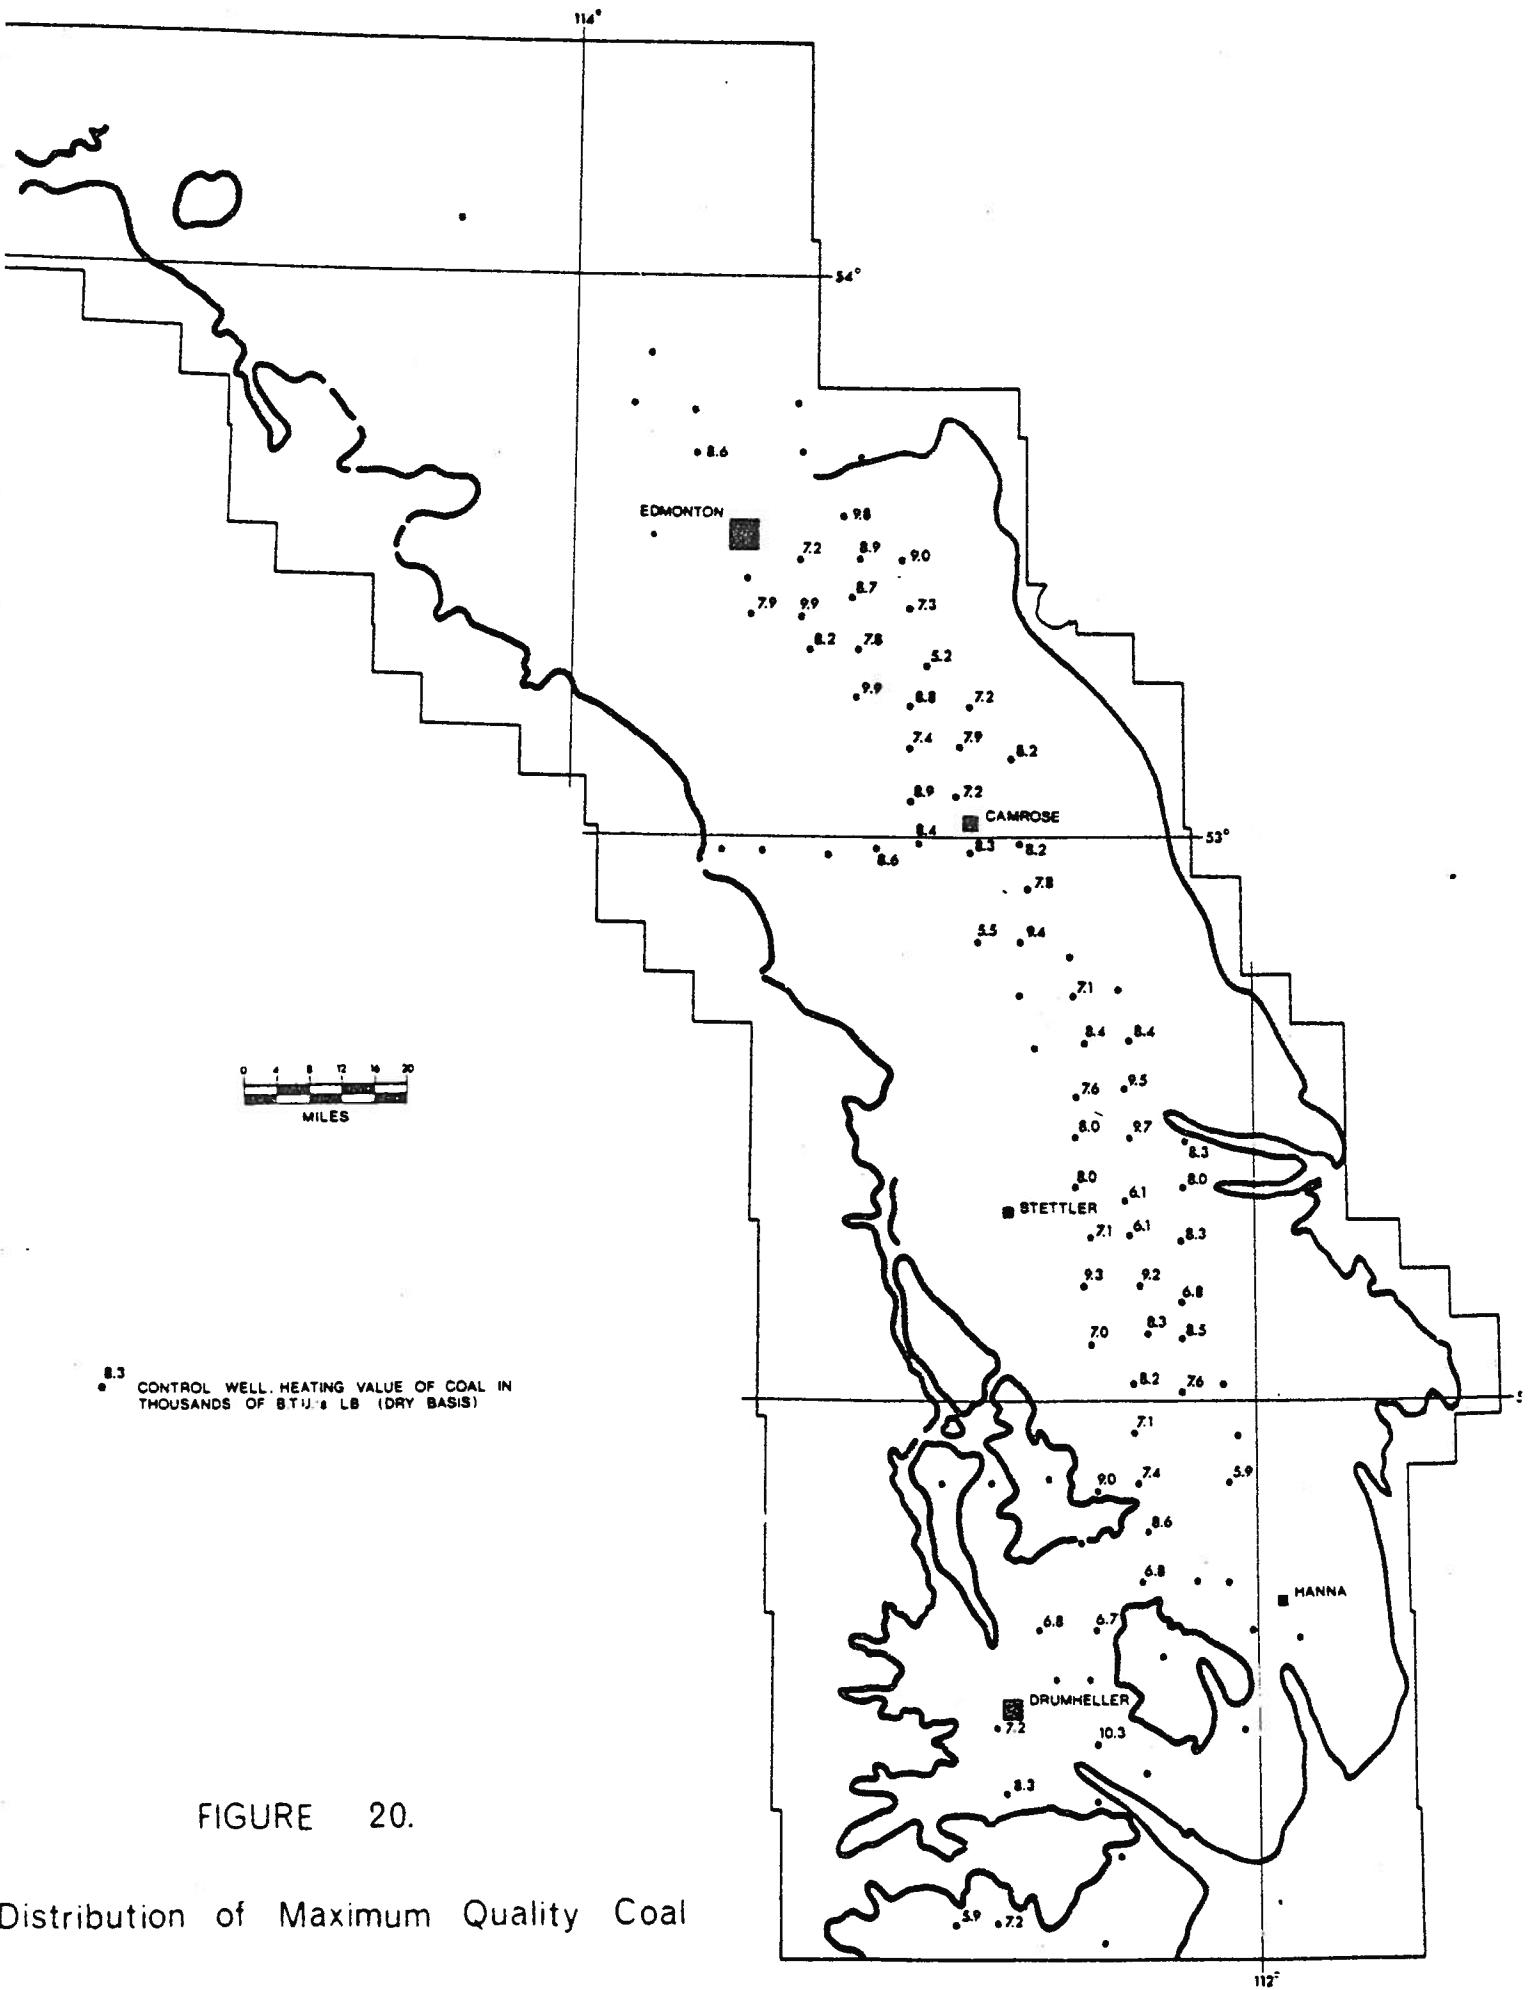 114°
54°
8.6
EDMONTON
9.8
7.2 8.9 9.0
8.7
7.9 9.9 7.3
8.2 7.8
5.2
9.9 8.8 7.2
7.4 7.9
8.2
8.9 7.2
CAMROSE
8.4
53°
8.6 8.3 8.2
7.8
5.5 9.4
7.1
8.4 8.4
0 4 8 12 16 20
MILES
7.6 9.5
8.0 9.7
8.3
8.0 8.0
6.1
STETTLER
7.1 6.1 8.3
9.3 9.2
6.8
7.0 8.3 8.5
8.3
CONTROL WELL. HEATING VALUE OF COAL IN
THOUSANDS OF B.T.U.'s LB (DRY BASIS)
8.2 7.6
7.1
9.0 7.4 5.9
8.6
6.8
HANNA
6.8 6.7
DRUMHELLER
7.2
10.3
8.3
FIGURE 20.
Distribution of Maximum Quality Coal
5.9 7.2
112°